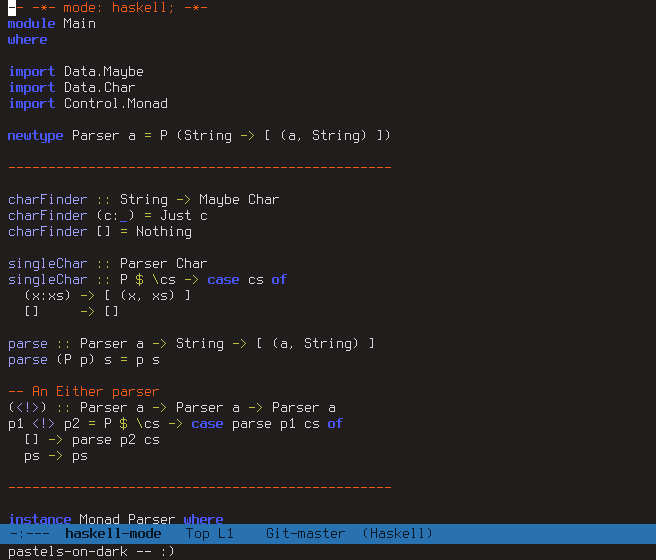 -- -*- mode: haskell; -*-
module Main
where
import Data.Maybe
import Data.Char
import Control.Monad
newtype Parser a = P (String -> [ (a, String) ])
------------------------------------------------
charFinder :: String -> Maybe Char
charFinder (c:_) = Just c
charFinder [] = Nothing
singleChar :: Parser Char
singleChar :: P $ \cs -> case cs of
  (x:xs) -> [ (x, xs) ]
  []     -> []
parse :: Parser a -> String -> [ (a, String) ]
parse (P p) s = p s
-- An Either parser
(<!>) :: Parser a -> Parser a -> Parser a
p1 <!> p2 = P $ \cs -> case parse p1 cs of
  [] -> parse p2 cs
  ps -> ps
------------------------------------------------
instance Monad Parser where
-:---  haskell-mode   Top L1    Git-master  (Haskell)
pastels-on-dark -- :)